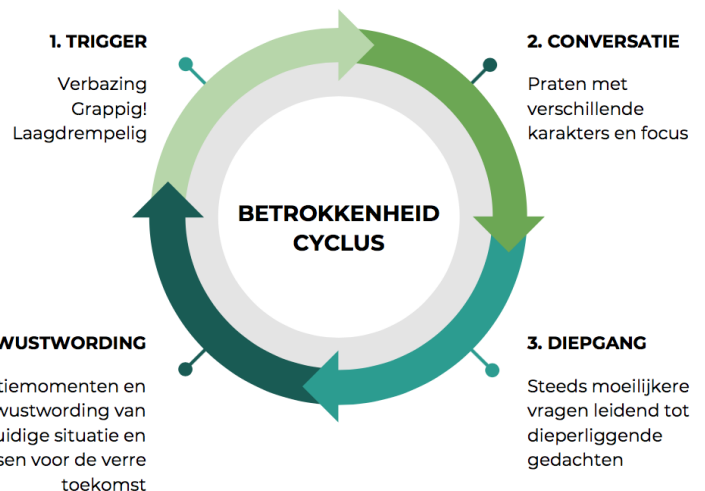 1. TRIGGER
Verbazing
Grappig!
Laagdrempelig
2. CONVERSATIE
Praten met
verschillende
karakters en focus
BETROKKENHEID
CYCLUS
3. DIEPGANG
Steeds moeilijkere
vragen leidend tot
dieperliggende
gedachten
WUSTWORDING
tiemomenten en
wustwording van
uidige situatie en
sen voor de verre
toekomst